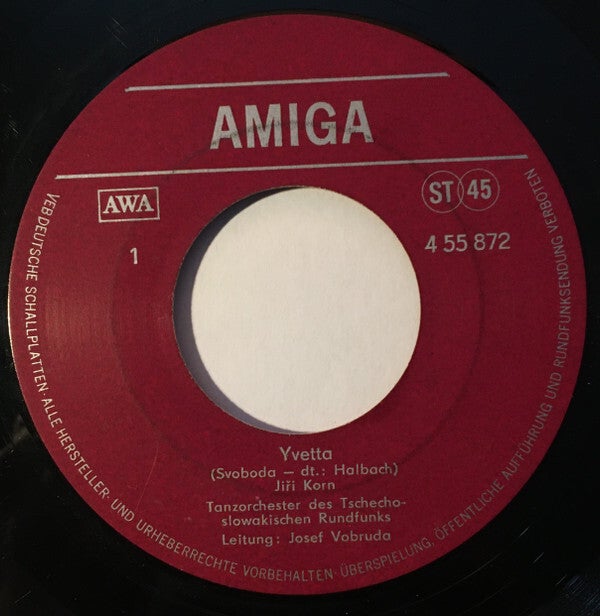 AMIGA
AWA
ST 45
1
4 55 872
Yvetta
(Svoboda – dt.: Halbach)
Jiří Korn
Tanzorchester des Tschecho-
slowakischen Rundfunks
Leitung: Josef Vobruda
VEB DEUTSCHE SCHALLPLATTEN · ALLE HERSTELLER- UND URHEBERRECHTE VORBEHALTEN · ÜBERSPIELUNG, ÖFFENTLICHE AUFFÜHRUNG UND RUNDFUNKSENDUNG VERBOTEN